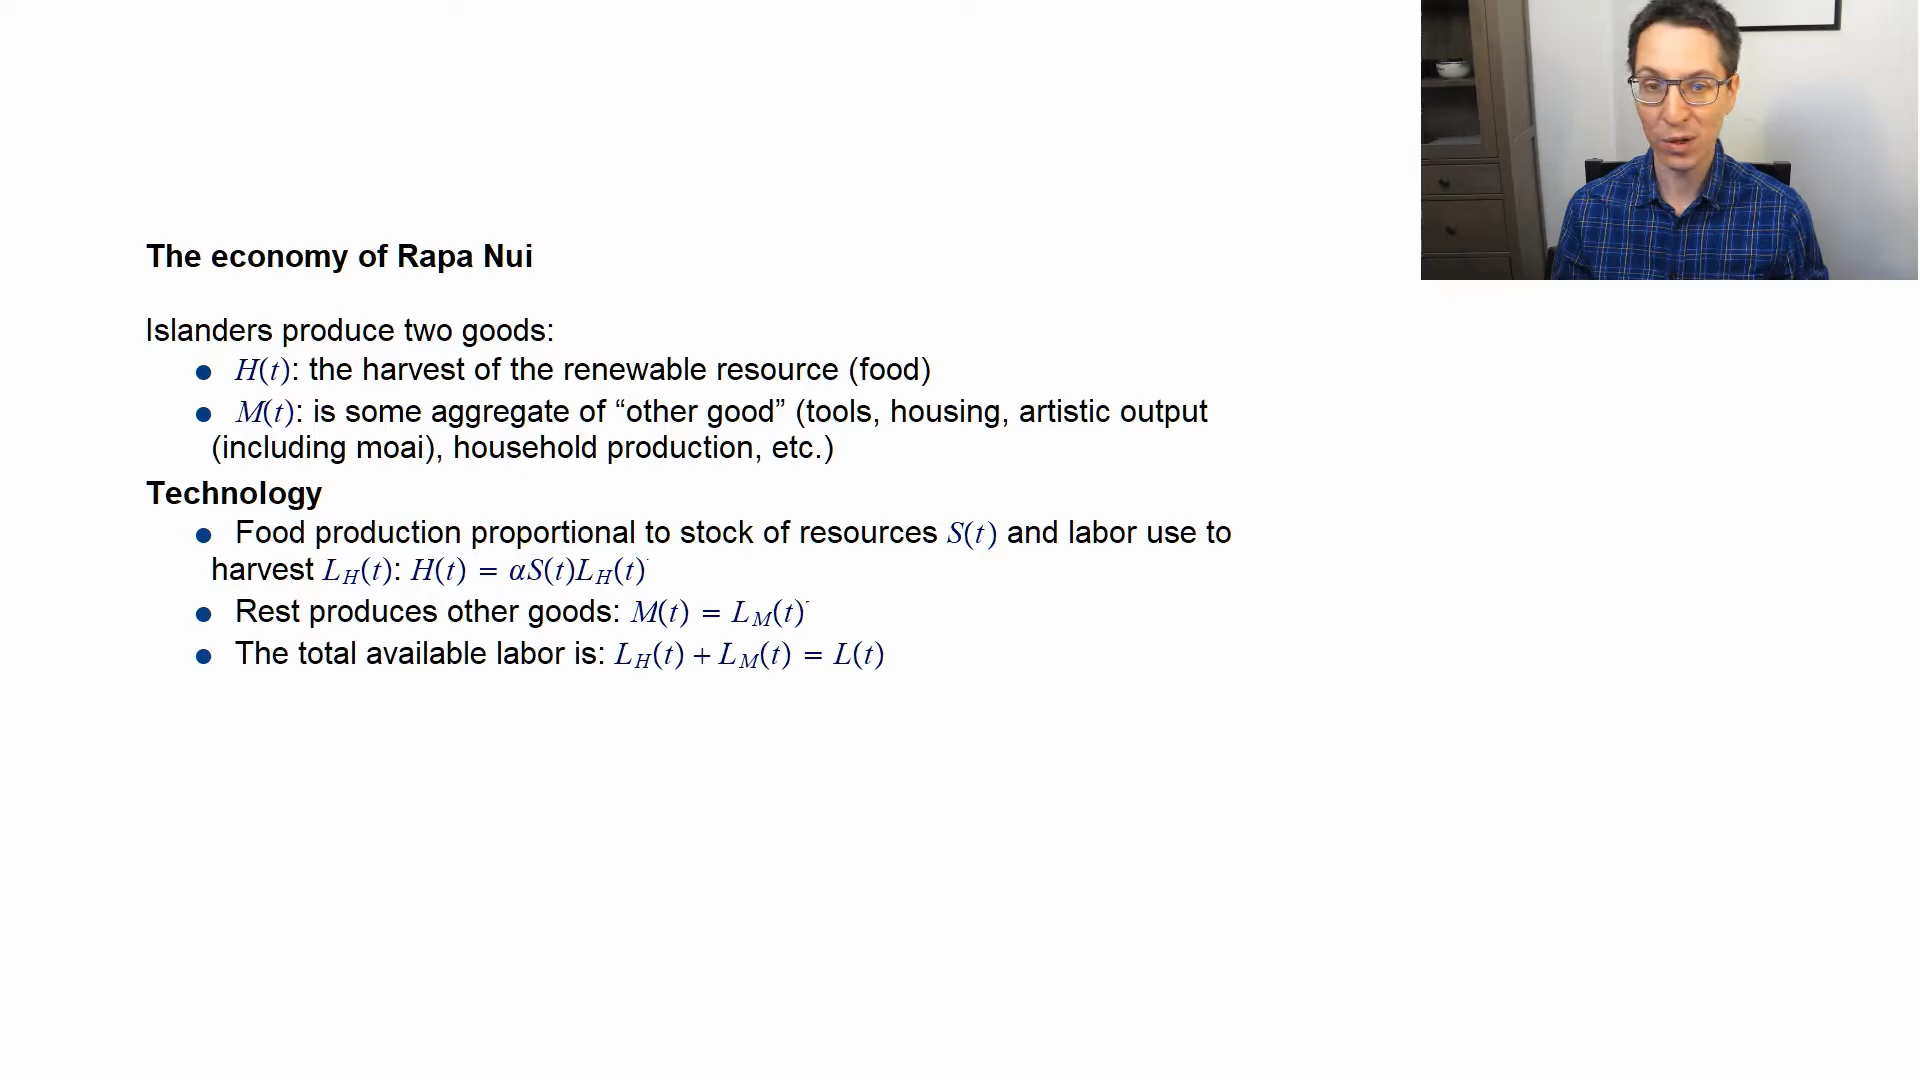 The economy of Rapa Nui
Islanders produce two goods:
● H(t): the harvest of the renewable resource (food)
● M(t): is some aggregate of “other good” (tools, housing, artistic output
(including moai), household production, etc.)
Technology
● Food production proportional to stock of resources S(t) and labor use to
harvest L_H(t): H(t) = αS(t)L_H(t)
● Rest produces other goods: M(t) = L_M(t)
● The total available labor is: L_H(t) + L_M(t) = L(t)